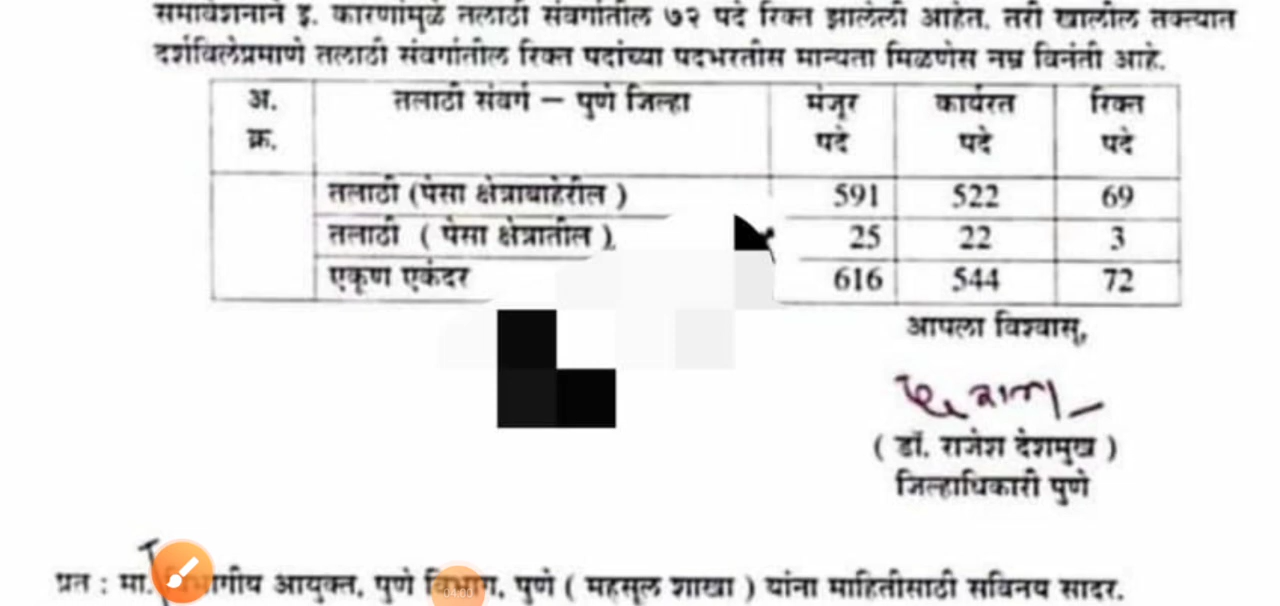 समावेशनाने इ. कारणांमुळे तलाठी संवर्गातील ७२ पदे रिक्त झालेली आहेत. तरी खालील तक्त्यात
दर्शविलेप्रमाणे तलाठी संवर्गातील रिक्त पदांच्या पदभरतीस मान्यता मिळणेस नम्र विनंती आहे.
अ. क्र. तलाठी संवर्ग – पुणे जिल्हा मंजूर पदे कार्यरत पदे रिक्त पदे
तलाठी (पेसा क्षेत्राबाहेरील ) 591 522 69
तलाठी ( पेसा क्षेत्रातील ) 25 22 3
एकूण एकंदर 616 544 72
आपला विश्वासू,
( डॉ. राजेश देशमुख )
जिल्हाधिकारी पुणे
प्रत : मा. विभागीय आयुक्त, पुणे विभाग, पुणे ( महसूल शाखा ) यांना माहितीसाठी सविनय सादर.
04:00